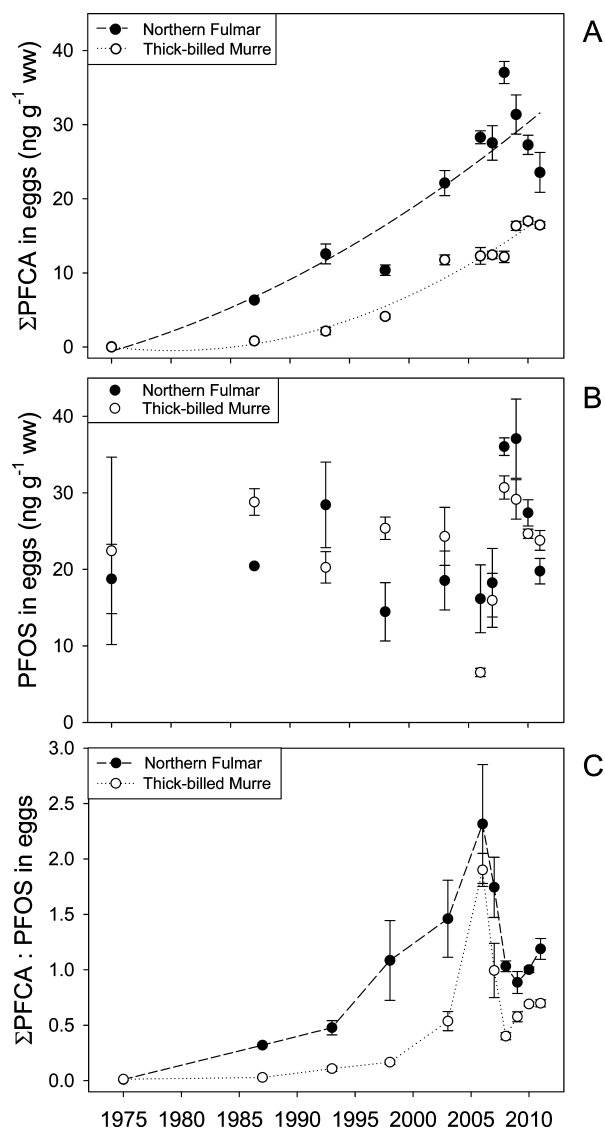 A
Northern Fulmar
Thick-billed Murre
40
30
20
10
0
ΣPFCA in eggs (ng g⁻¹ ww)
B
Northern Fulmar
Thick-billed Murre
40
30
20
10
0
PFOS in eggs (ng g⁻¹ ww)
C
Northern Fulmar
Thick-billed Murre
3.0
2.5
2.0
1.5
1.0
0.5
0.0
ΣPFCA : PFOS in eggs
1975 1980 1985 1990 1995 2000 2005 2010